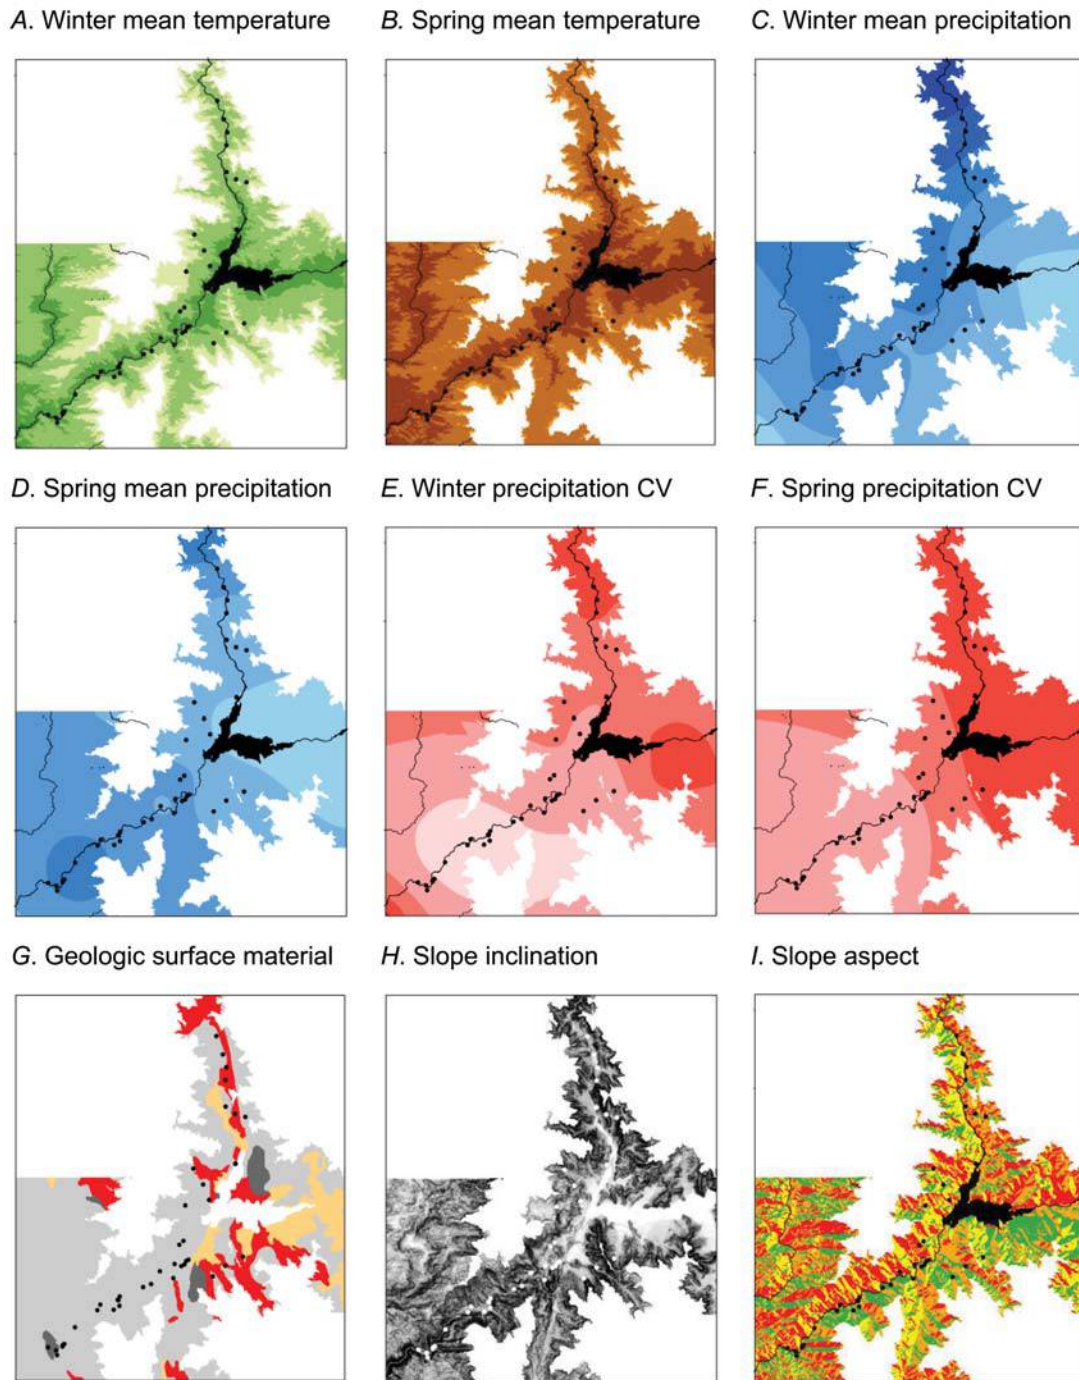 A. Winter mean temperature
B. Spring mean temperature
C. Winter mean precipitation
D. Spring mean precipitation
E. Winter precipitation CV
F. Spring precipitation CV
G. Geologic surface material
H. Slope inclination
I. Slope aspect